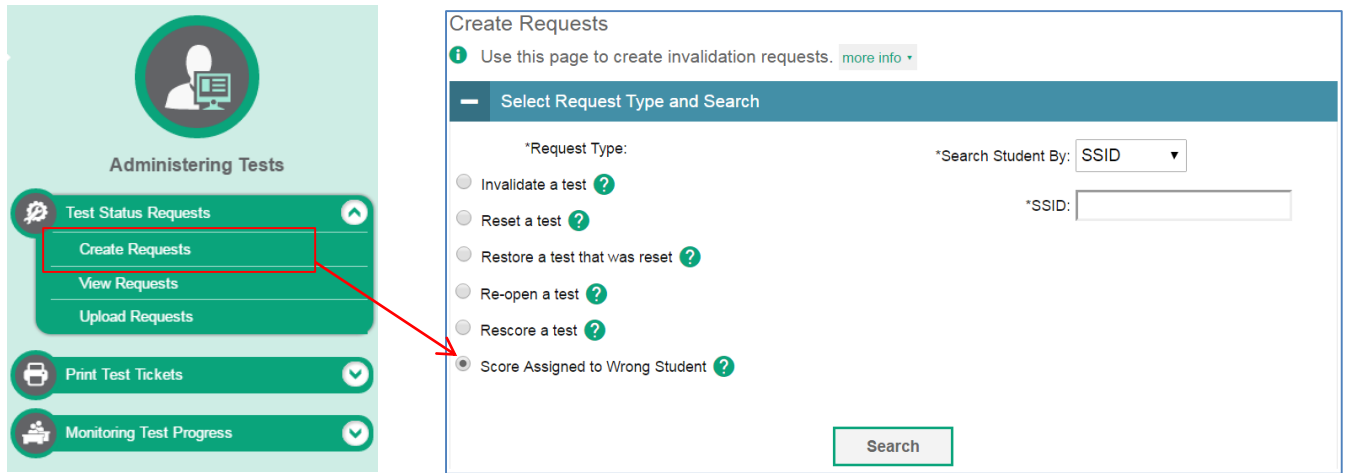 Administering Tests
Test Status Requests
Create Requests
View Requests
Upload Requests
Print Test Tickets
Monitoring Test Progress
Create Requests
Use this page to create invalidation requests. more info
Select Request Type and Search
*Request Type:
Invalidate a test ?
Reset a test ?
Restore a test that was reset ?
Re-open a test ?
Rescore a test ?
Score Assigned to Wrong Student ?
*Search Student By: SSID
*SSID:
Search